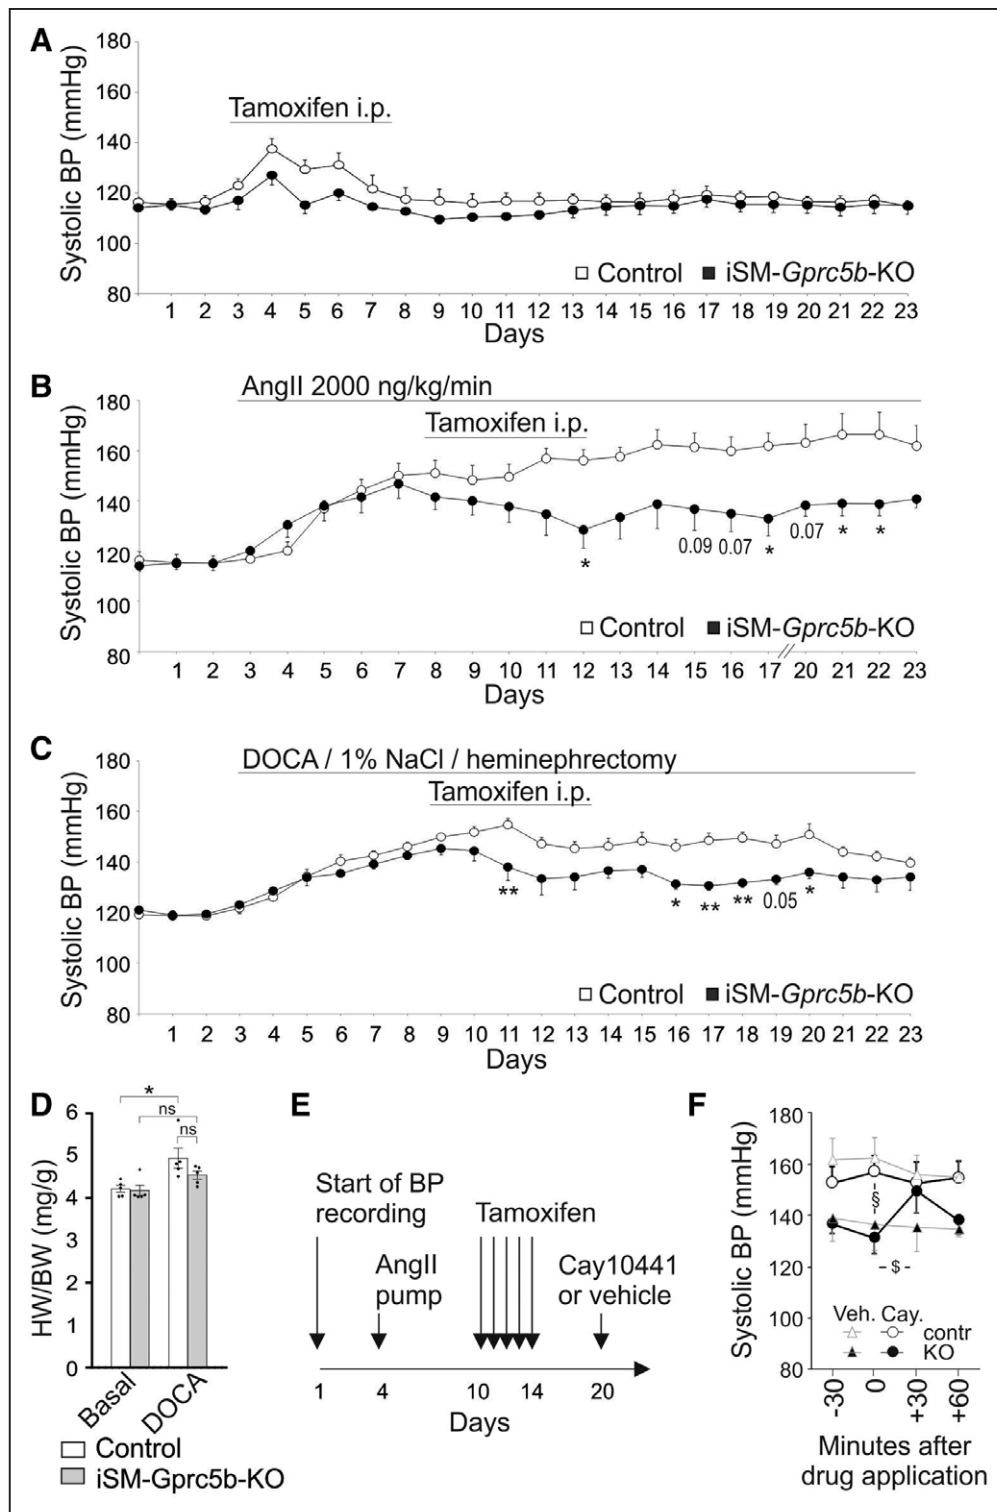 A
Systolic BP (mmHg)
180
160
140
120
100
80
Tamoxifen i.p.
Control iSM-Gprc5b-KO
1 2 3 4 5 6 7 8 9 10 11 12 13 14 15 16 17 18 19 20 21 22 23
Days
B
Systolic BP (mmHg)
180
160
140
120
100
80
AngII 2000 ng/kg/min
Tamoxifen i.p.
* 0.09 0.07 * 0.07 * *
Control iSM-Gprc5b-KO
1 2 3 4 5 6 7 8 9 10 11 12 13 14 15 16 17 // 20 21 22 23
Days
C
Systolic BP (mmHg)
180
160
140
120
100
80
DOCA / 1% NaCl / heminephrectomy
Tamoxifen i.p.
** * ** ** 0.05 *
Control iSM-Gprc5b-KO
1 2 3 4 5 6 7 8 9 10 11 12 13 14 15 16 17 18 19 20 21 22 23
Days
D
HW/BW (mg/g)
6
5
4
3
2
1
0
*
ns
ns
Basal
DOCA
Control
iSM-Gprc5b-KO
E
Start of BP
recording
AngII
pump
Tamoxifen
Cay10441
or vehicle
1 4 10 14 20
Days
F
Systolic BP (mmHg)
180
160
140
120
100
80
§
- $ -
Veh. Cay.
contr
KO
-30 0 +30 +60
Minutes after
drug application